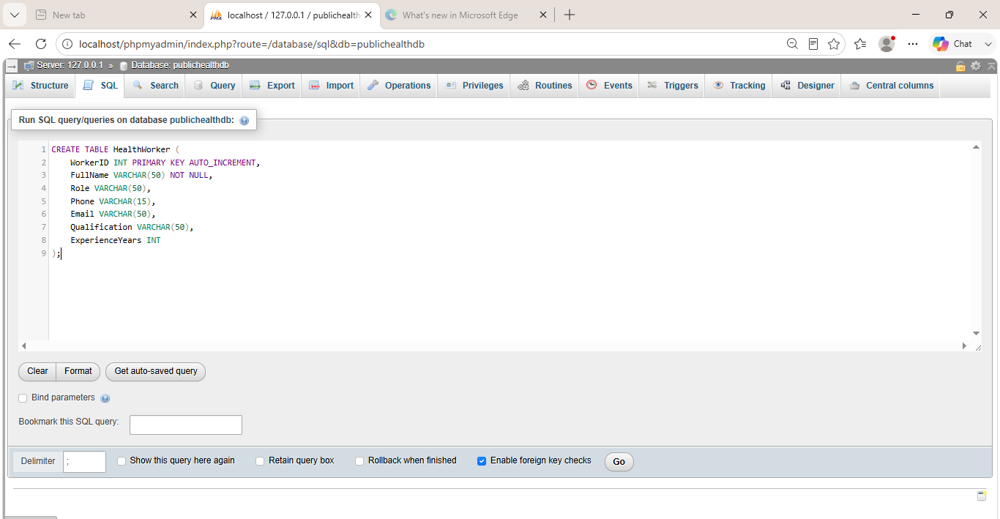 New tab
localhost / 127.0.0.1 / publichealth
What's new in Microsoft Edge
localhost/phpmyadmin/index.php?route=/database/sql&db=publichealthdb
Chat
Server: 127.0.0.1 » Database: publichealthdb
Structure SQL Search Query Export Import Operations Privileges Routines Events Triggers Tracking Designer Central columns
Run SQL query/queries on database publichealthdb:
1 CREATE TABLE HealthWorker (
2 WorkerID INT PRIMARY KEY AUTO_INCREMENT,
3 FullName VARCHAR(50) NOT NULL,
4 Role VARCHAR(50),
5 Phone VARCHAR(15),
6 Email VARCHAR(50),
7 Qualification VARCHAR(50),
8 ExperienceYears INT
9 );
Clear Format Get auto-saved query
Bind parameters
Bookmark this SQL query:
Delimiter ; Show this query here again Retain query box Rollback when finished Enable foreign key checks Go